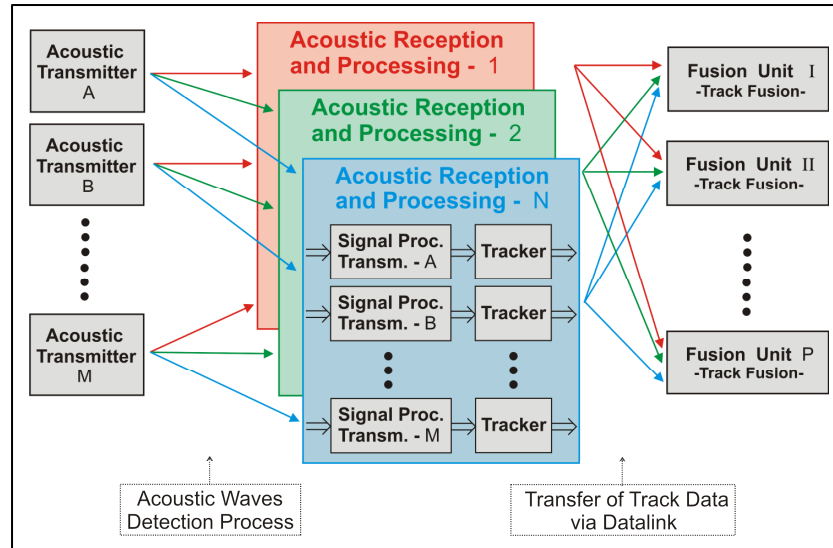 Acoustic
Transmitter
A
Acoustic
Transmitter
B
Acoustic
Transmitter
M
Acoustic Reception
and Processing - 1
Acoustic Reception
and Processing - 2
Acoustic Reception
and Processing - N
Signal Proc.
Transm. - A
Tracker
Signal Proc.
Transm. - B
Tracker
Signal Proc.
Transm. - M
Tracker
Fusion Unit I
-Track Fusion-
Fusion Unit II
-Track Fusion-
Fusion Unit P
-Track Fusion-
Acoustic Waves
Detection Process
Transfer of Track Data
via Datalink